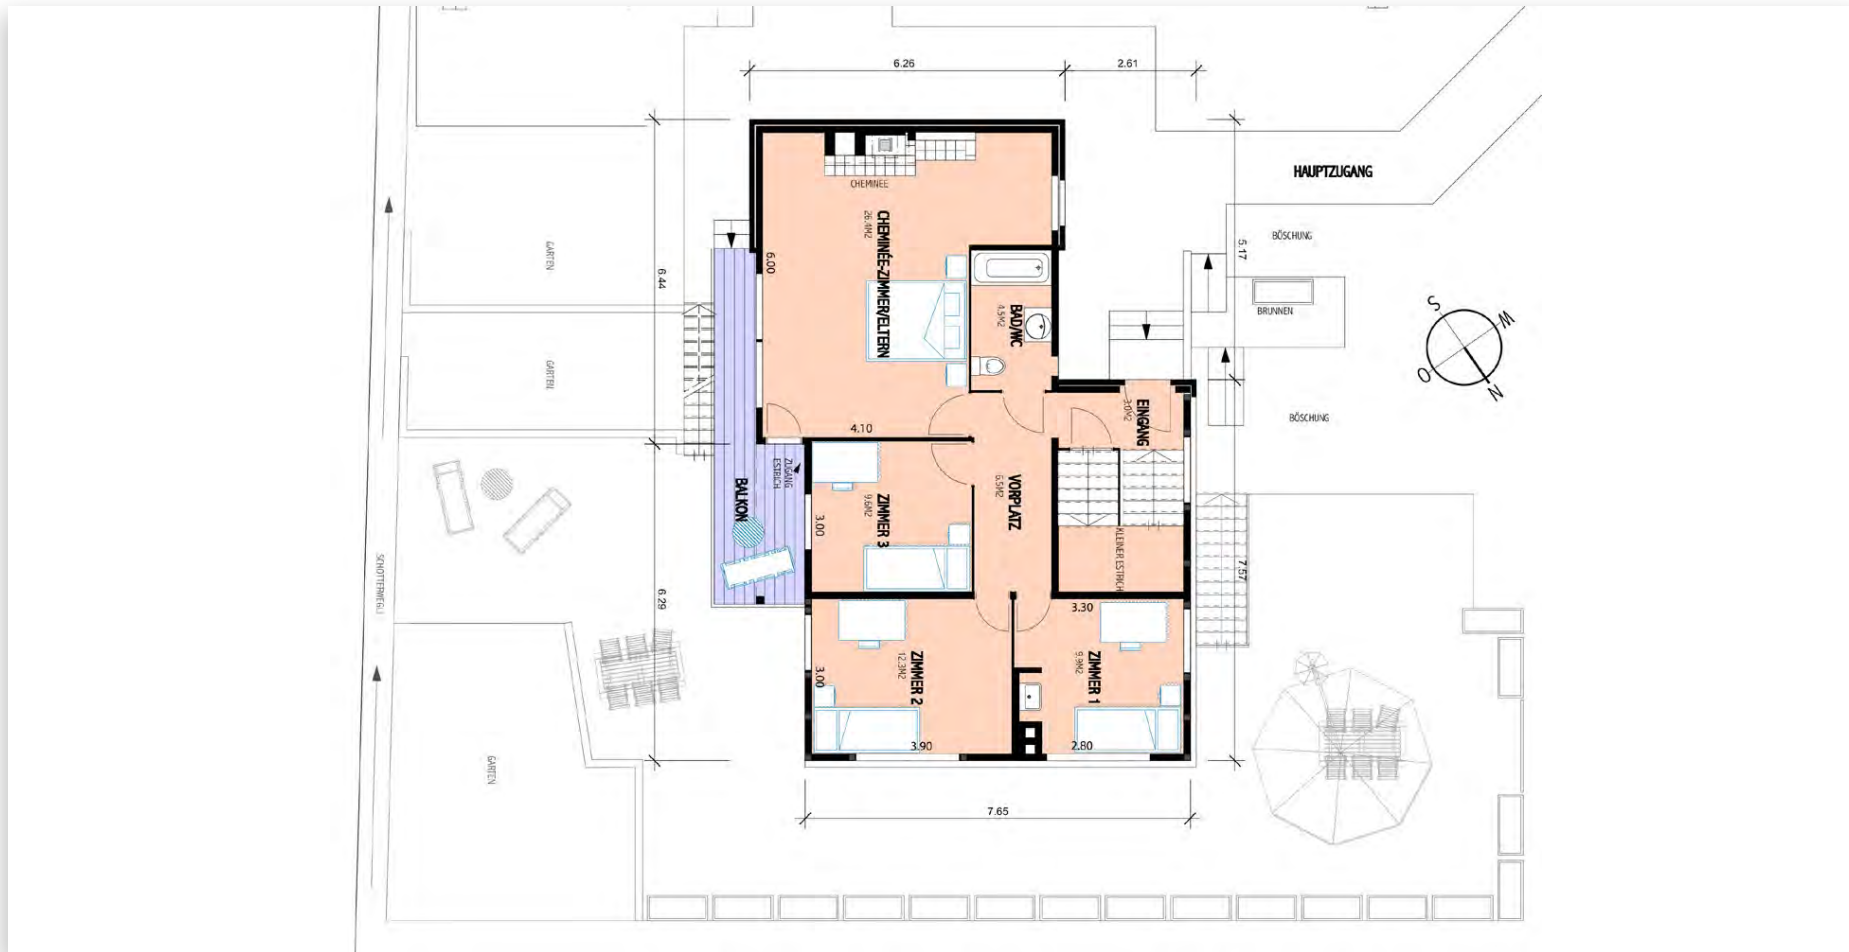 6.26
2.61
HAUPTZUGANG
CHEMINEE
CHEMINÉE-ZIMMER/ELTERN
26.4M2
6.00
6.44
5.17
GARTEN
BÖSCHUNG
BRUNNEN
S
W
O
N
BAD/WC
4.5M2
GARTEN
EINGANG
3.0M2
BÖSCHUNG
4.10
ZUGANG
ESTRICH
BALKON
ZIMMER 3
9.6M2
3.00
VORPLATZ
6.5M2
KLEINER ESTRICH
7.57
SCHOTTERWEGLI
6.29
3.30
ZIMMER 2
12.3M2
3.00
ZIMMER 1
9.9M2
3.90
2.80
GARTEN
7.65